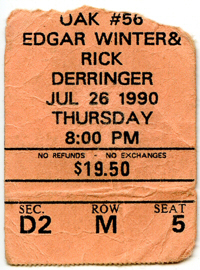 OAK #56
EDGAR WINTER&
RICK
DERRINGER
JUL 26 1990
THURSDAY
8:00 PM
NO REFUNDS - NO EXCHANGES
$19.50
SEC. ROW SEAT
D2 M 5